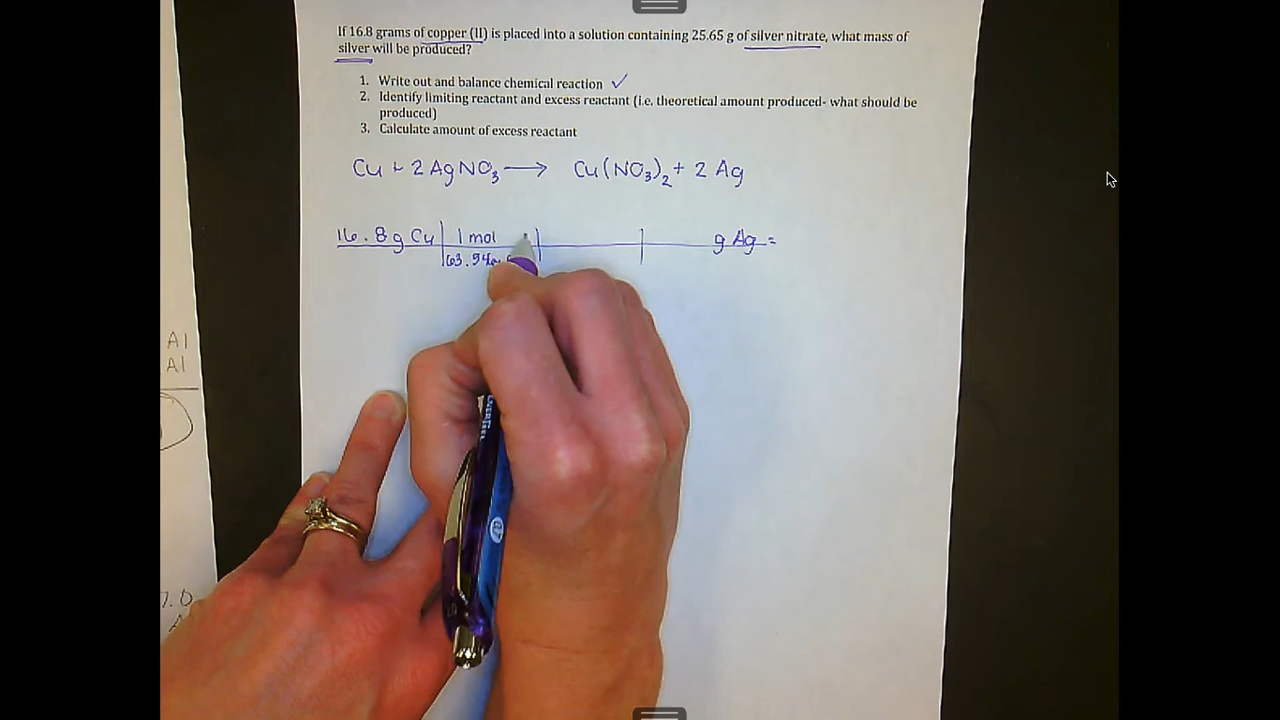 If 16.8 grams of copper (II) is placed into a solution containing 25.65 g of silver nitrate, what mass of
silver will be produced?
1. Write out and balance chemical reaction ✓
2. Identify limiting reactant and excess reactant (i.e. theoretical amount produced- what should be
produced)
3. Calculate amount of excess reactant
Cu + 2 AgNO₃ → Cu(NO₃)₂ + 2 Ag
16.8 g Cu 1 mol g Ag =
Al
Al
7.0